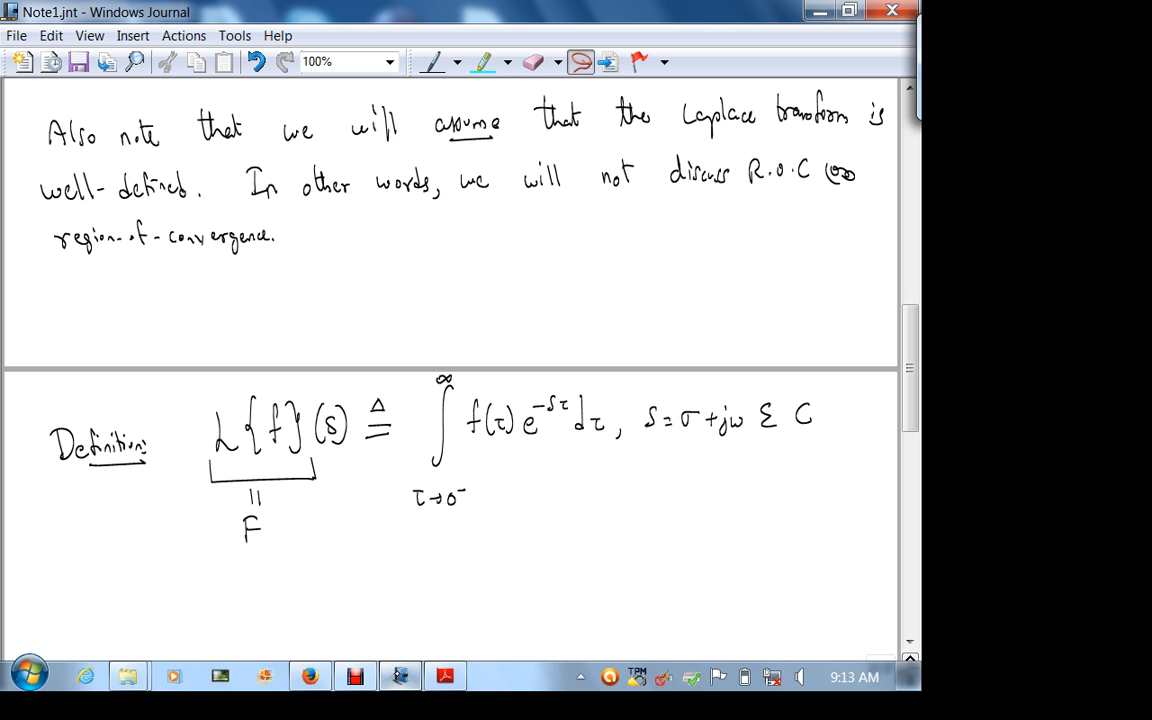 Note1.jnt - Windows Journal
File Edit View Insert Actions Tools Help
100%
Also note that we will assume that the Laplace transform is
well-defined. In other words, we will not discuss R.O.C (or
region-of-convergence.
Definition: L{f}(s) ≜ ∫_{τ→0⁻}^{∞} f(τ) e^{-sτ} dτ, s = σ + jω ∈ C
=
F
TPM
9:13 AM